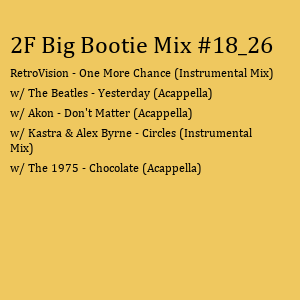 2F Big Bootie Mix #18_26
RetroVision - One More Chance (Instrumental Mix)
w/ The Beatles - Yesterday (Acappella)
w/ Akon - Don't Matter (Acappella)
w/ Kastra & Alex Byrne - Circles (Instrumental
Mix)
w/ The 1975 - Chocolate (Acappella)